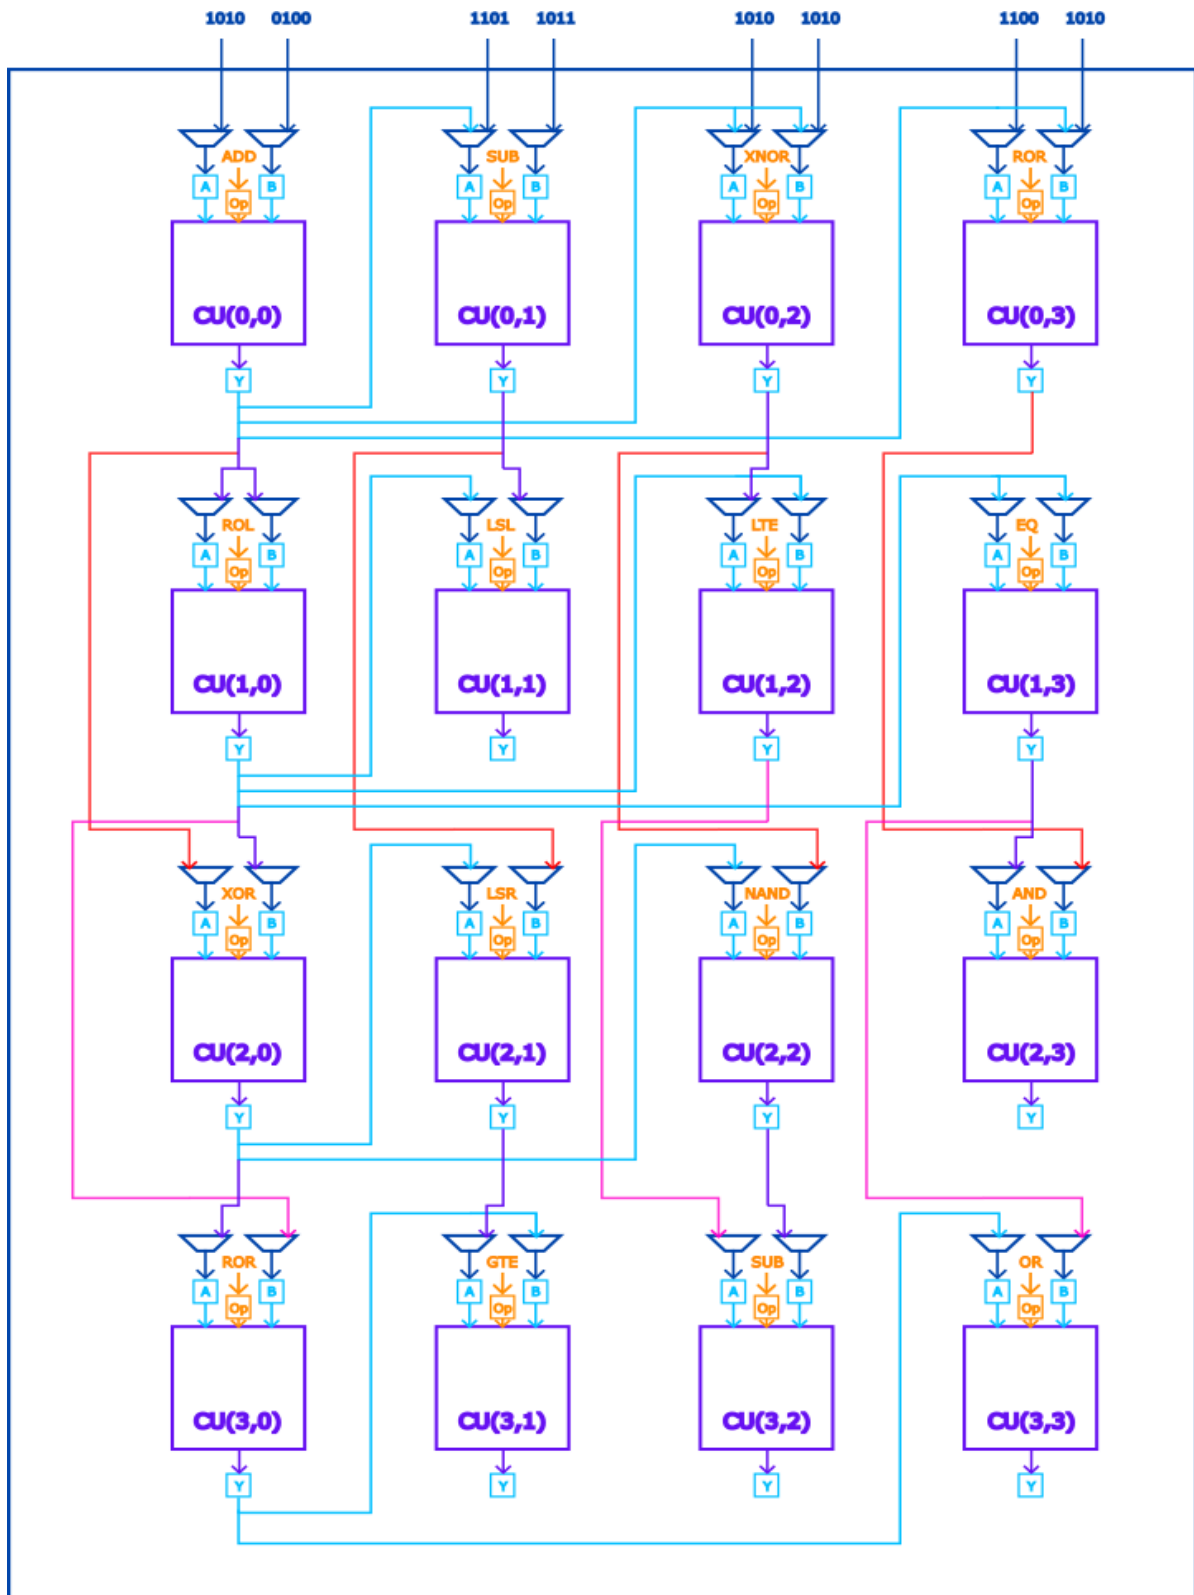 1010 0100 1101 1011 1010 1010 1100 1010
ADD SUB XNOR ROR
A B A B A B A B
Op Op Op Op
CU(0,0) CU(0,1) CU(0,2) CU(0,3)
Y Y Y Y
ROL LSL LTE EQ
A B A B A B A B
Op Op Op Op
CU(1,0) CU(1,1) CU(1,2) CU(1,3)
Y Y Y Y
XOR LSR NAND AND
A B A B A B A B
Op Op Op Op
CU(2,0) CU(2,1) CU(2,2) CU(2,3)
Y Y Y Y
ROR GTE SUB OR
A B A B A B A B
Op Op Op Op
CU(3,0) CU(3,1) CU(3,2) CU(3,3)
Y Y Y Y